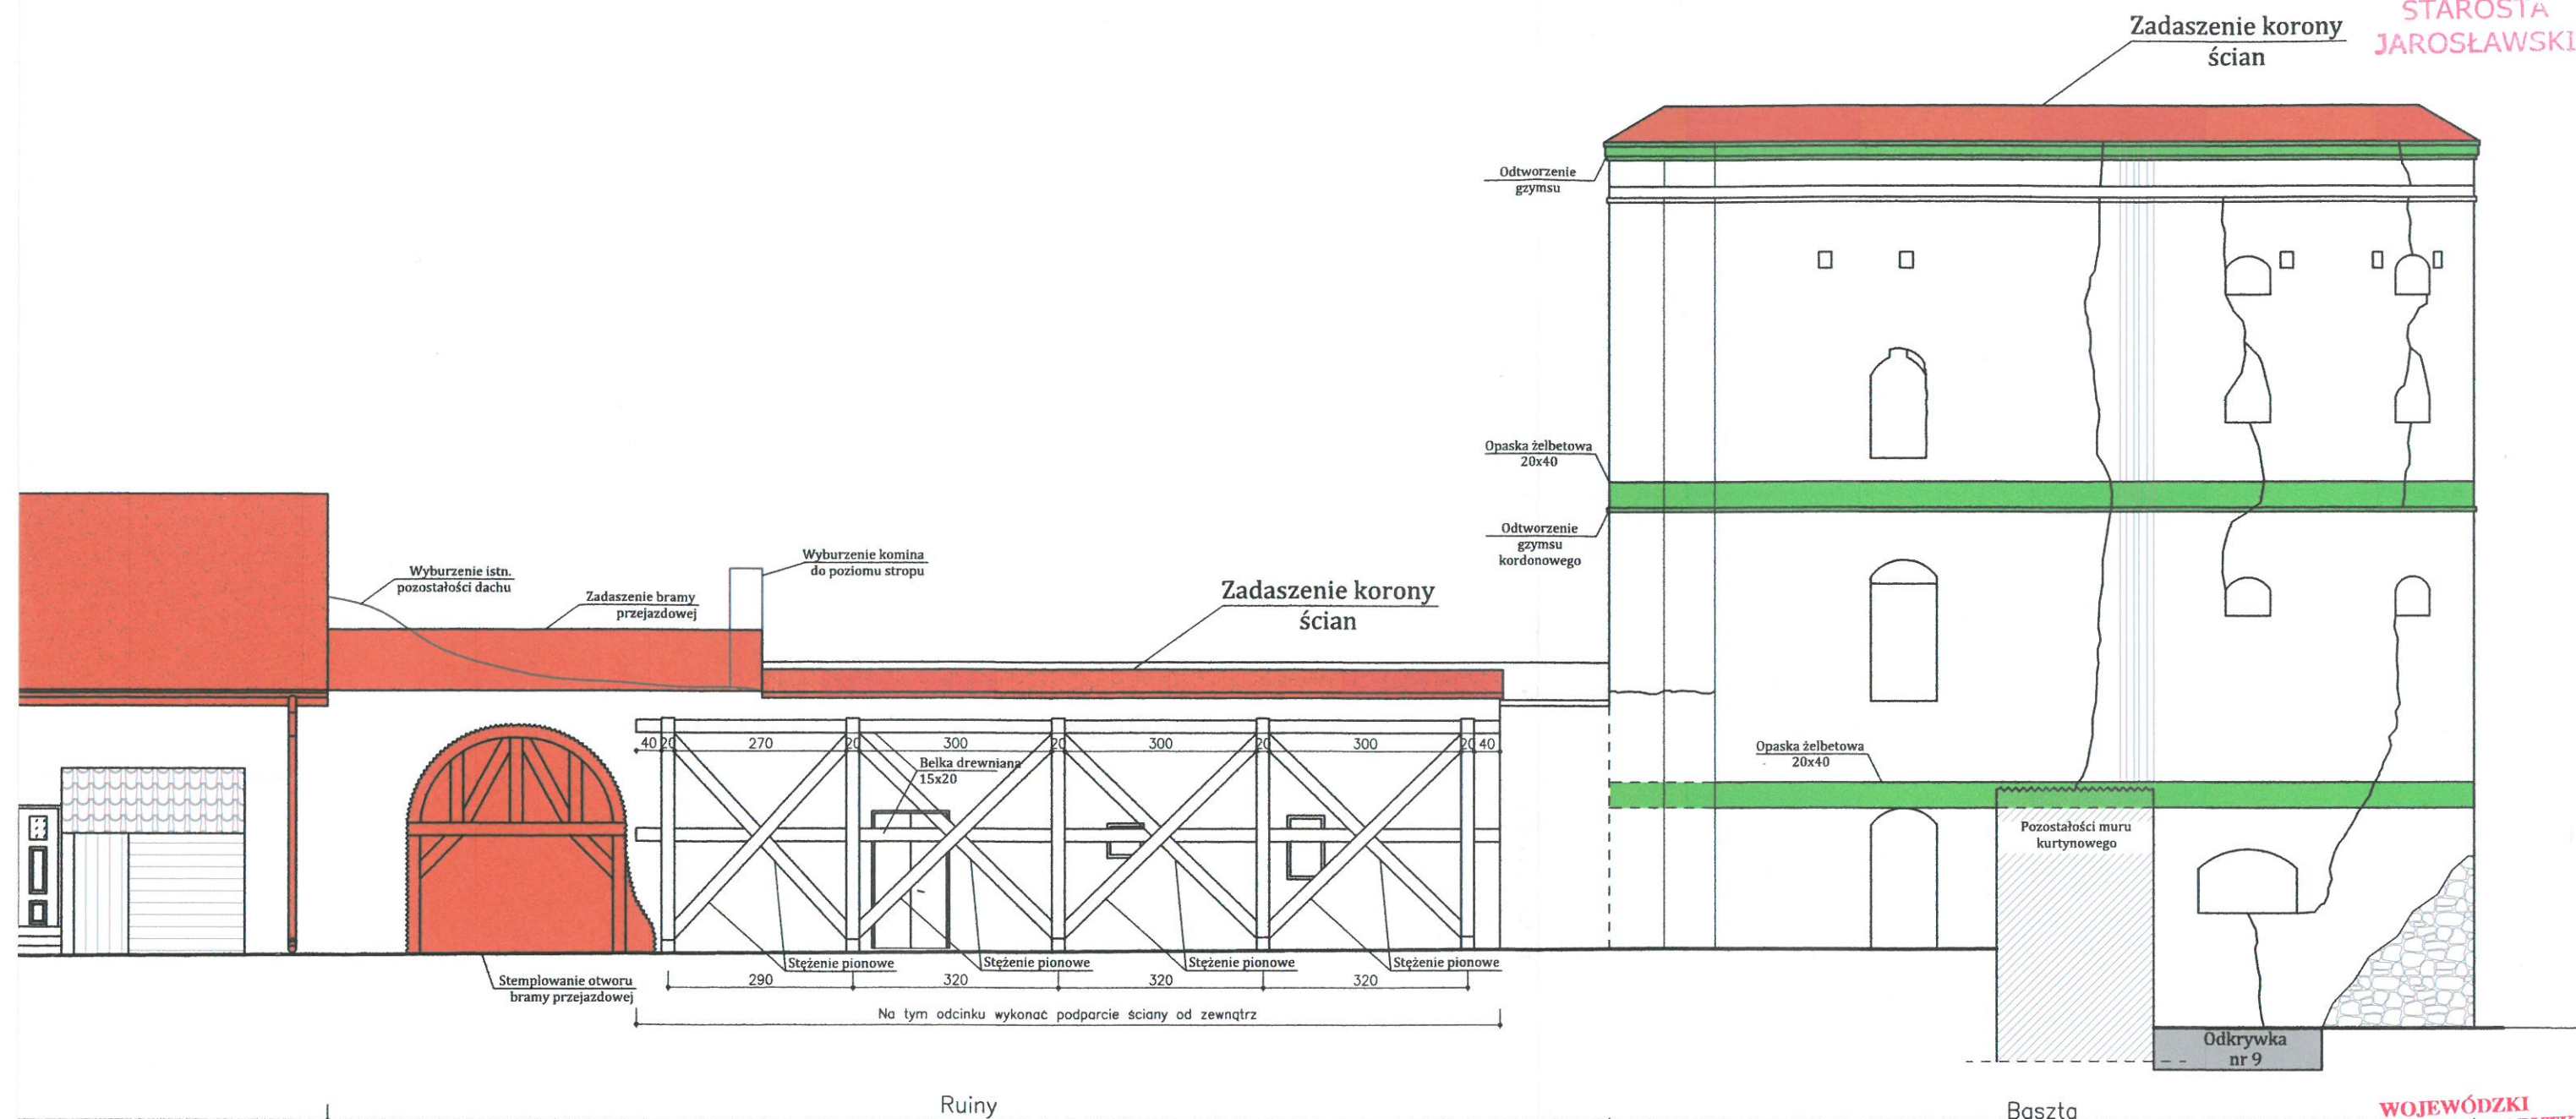 STAROSTA
JAROSŁAWSKI
Zadaszenie korony
ścian
Odtworzenie
gzymsu
Opaska żelbetowa
20x40
Odtworzenie
gzymsu
kordonowego
Wyburzenie istn.
pozostałości dachu
Zadaszenie bramy
przejazdowej
Wyburzenie komina
do poziomu stropu
Zadaszenie korony
ścian
40 20 270 20 300 20 300 20 300 20 40
Belka drewniana
15x20
Opaska żelbetowa
20x40
Pozostałości muru
kurtynowego
Stężenie pionowe
Stężenie pionowe
Stężenie pionowe
Stężenie pionowe
Stemplowanie otworu
bramy przejazdowej
290 320 320 320
Na tym odcinku wykonać podparcie ściany od zewnątrz
Odkrywka
nr 9
Ruiny
Baszta
WOJEWÓDZKI